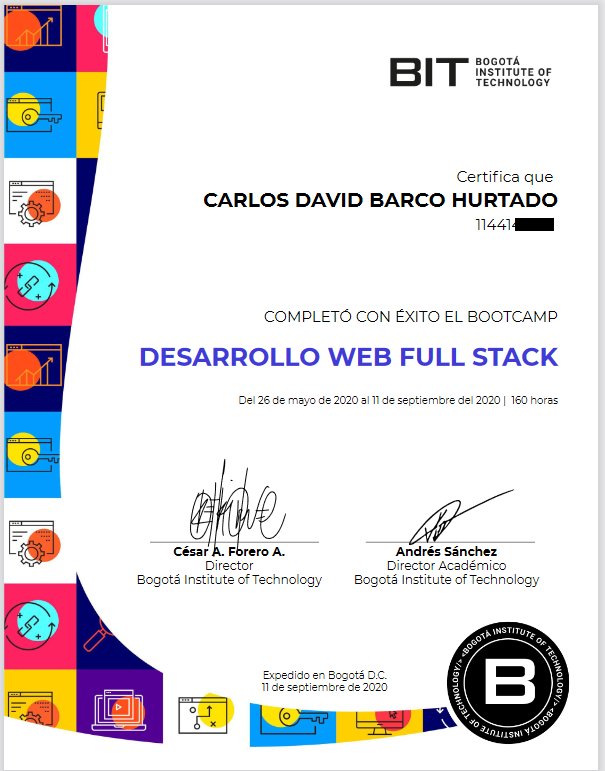 BIT BOGOTÁ
INSTITUTE OF
TECHNOLOGY
Certifica que
CARLOS DAVID BARCO HURTADO
11441
COMPLETÓ CON ÉXITO EL BOOTCAMP
DESARROLLO WEB FULL STACK
Del 26 de mayo de 2020 al 11 de septiembre del 2020 | 160 horas
César A. Forero A.
Director
Bogotá Institute of Technology
Andrés Sánchez
Director Académico
Bogotá Institute of Technology
Expedido en Bogotá D.C.
11 de septiembre de 2020
<BOGOTÁ INSTITUTE OF TECHNOLOGY/>
B
<BOGOTÁ INSTITUTE OF TECHNOLOGY/>